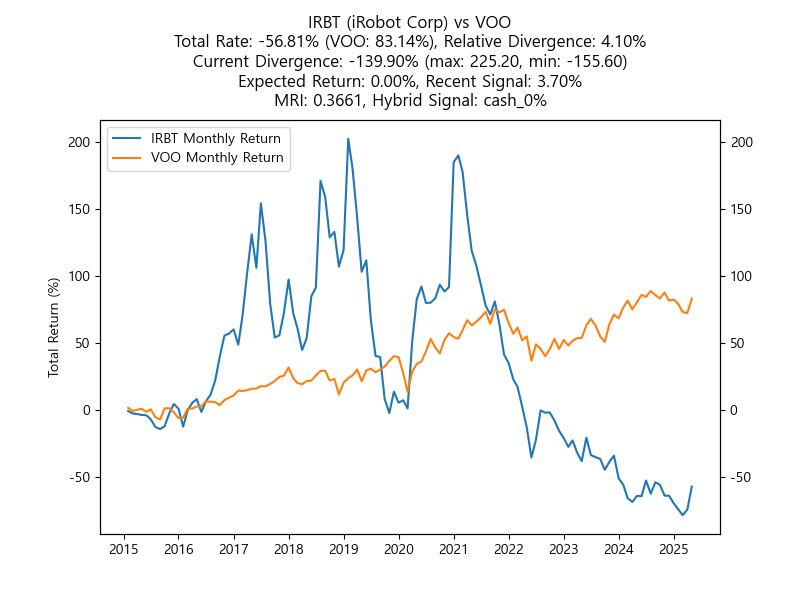 IRBT (iRobot Corp) vs VOO
Total Rate: -56.81% (VOO: 83.14%), Relative Divergence: 4.10%
Current Divergence: -139.90% (max: 225.20, min: -155.60)
Expected Return: 0.00%, Recent Signal: 3.70%
MRI: 0.3661, Hybrid Signal: cash_0%
IRBT Monthly Return
VOO Monthly Return
Total Return (%)
200
150
100
50
0
-50
200
150
100
50
0
-50
2015 2016 2017 2018 2019 2020 2021 2022 2023 2024 2025